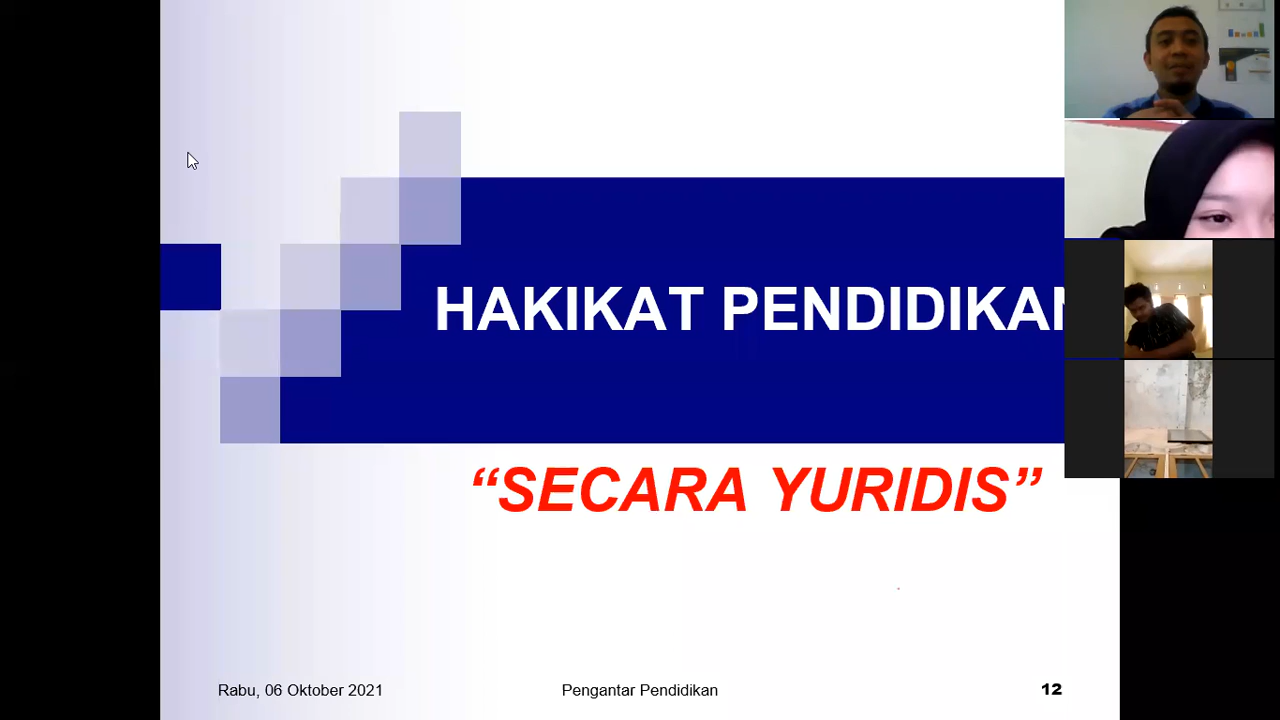 HAKIKAT PENDIDIKAN
“SECARA YURIDIS”
Rabu, 06 Oktober 2021
Pengantar Pendidikan
12